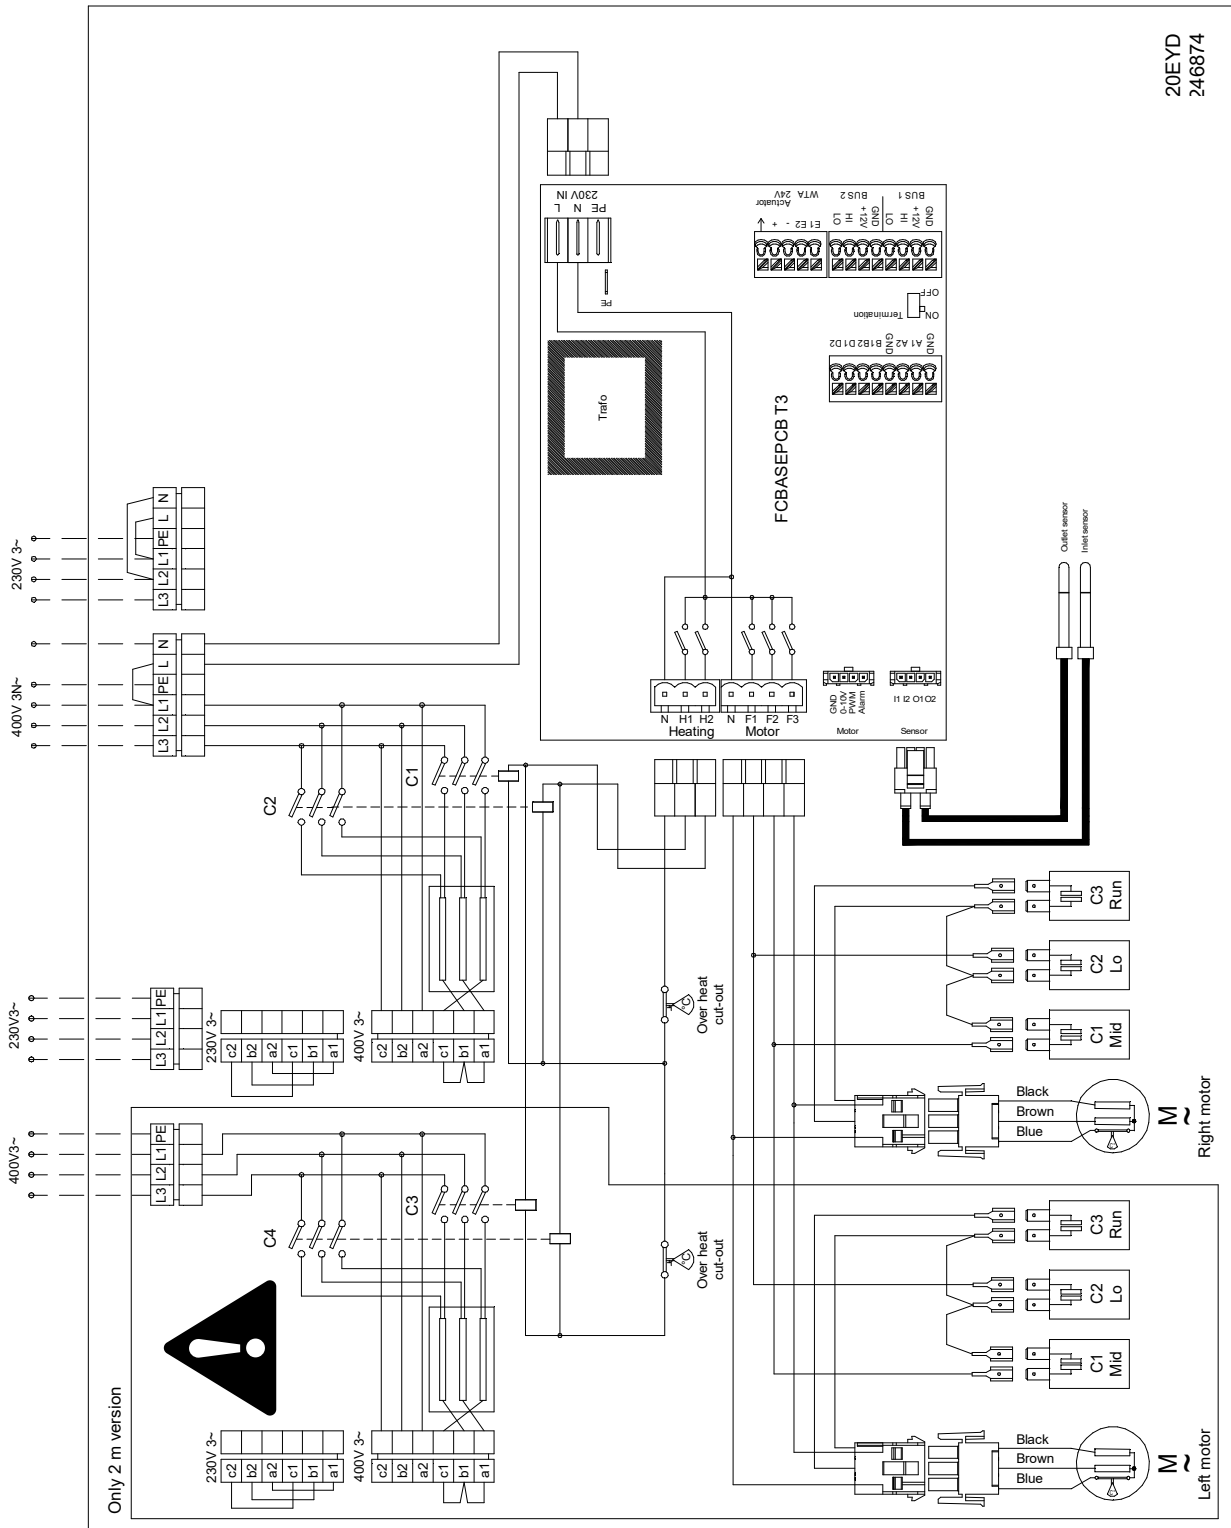 20EYD
246874
230V 3~
L3 L2 L1 PE L N
400V 3N~
L3 L2 L1 PE L N
230V IN
L N PE
PE
Trafo
FCBASEPCB T3
Actuator
24V
WTA
+ - E1 E2
BUS 2
BUS 1
LO HI +12V GND LO HI +12V GND
Termination
ON
OFF
D2 D1 B2 B1 GND A2 A1 GND
N H1 H2
Heating
N F1 F2 F3
Motor
GND
0-10V
PWM
Alarm
Motor
I1 I2 O1 O2
Sensor
Outlet sensor
Inlet sensor
C1
C2
230V3~
L3 L2 L1 PE
230V 3~
c2 b2 a2 c1 b1 a1
400V 3~
c2 b2 a2 c1 b1 a1
°C
Over heat
cut-out
C3
Run
C2
Lo
C1
Mid
Black
Brown
Blue
M
~
Right motor
400V3~
L3 L2 L1 PE
C3
C4
Only 2 m version
230V 3~
c2 b2 a2 c1 b1 a1
400V 3~
c2 b2 a2 c1 b1 a1
°C
Over heat
cut-out
C3
Run
C2
Lo
C1
Mid
Black
Brown
Blue
M
~
Left motor